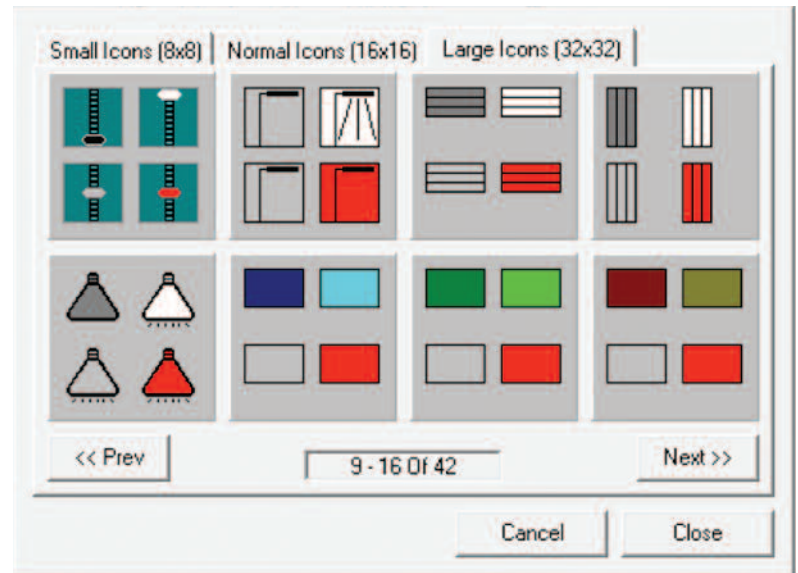 Small Icons (8x8) Normal Icons (16x16) Large Icons (32x32)
<< Prev 9 - 16 Of 42 Next >>
Cancel Close